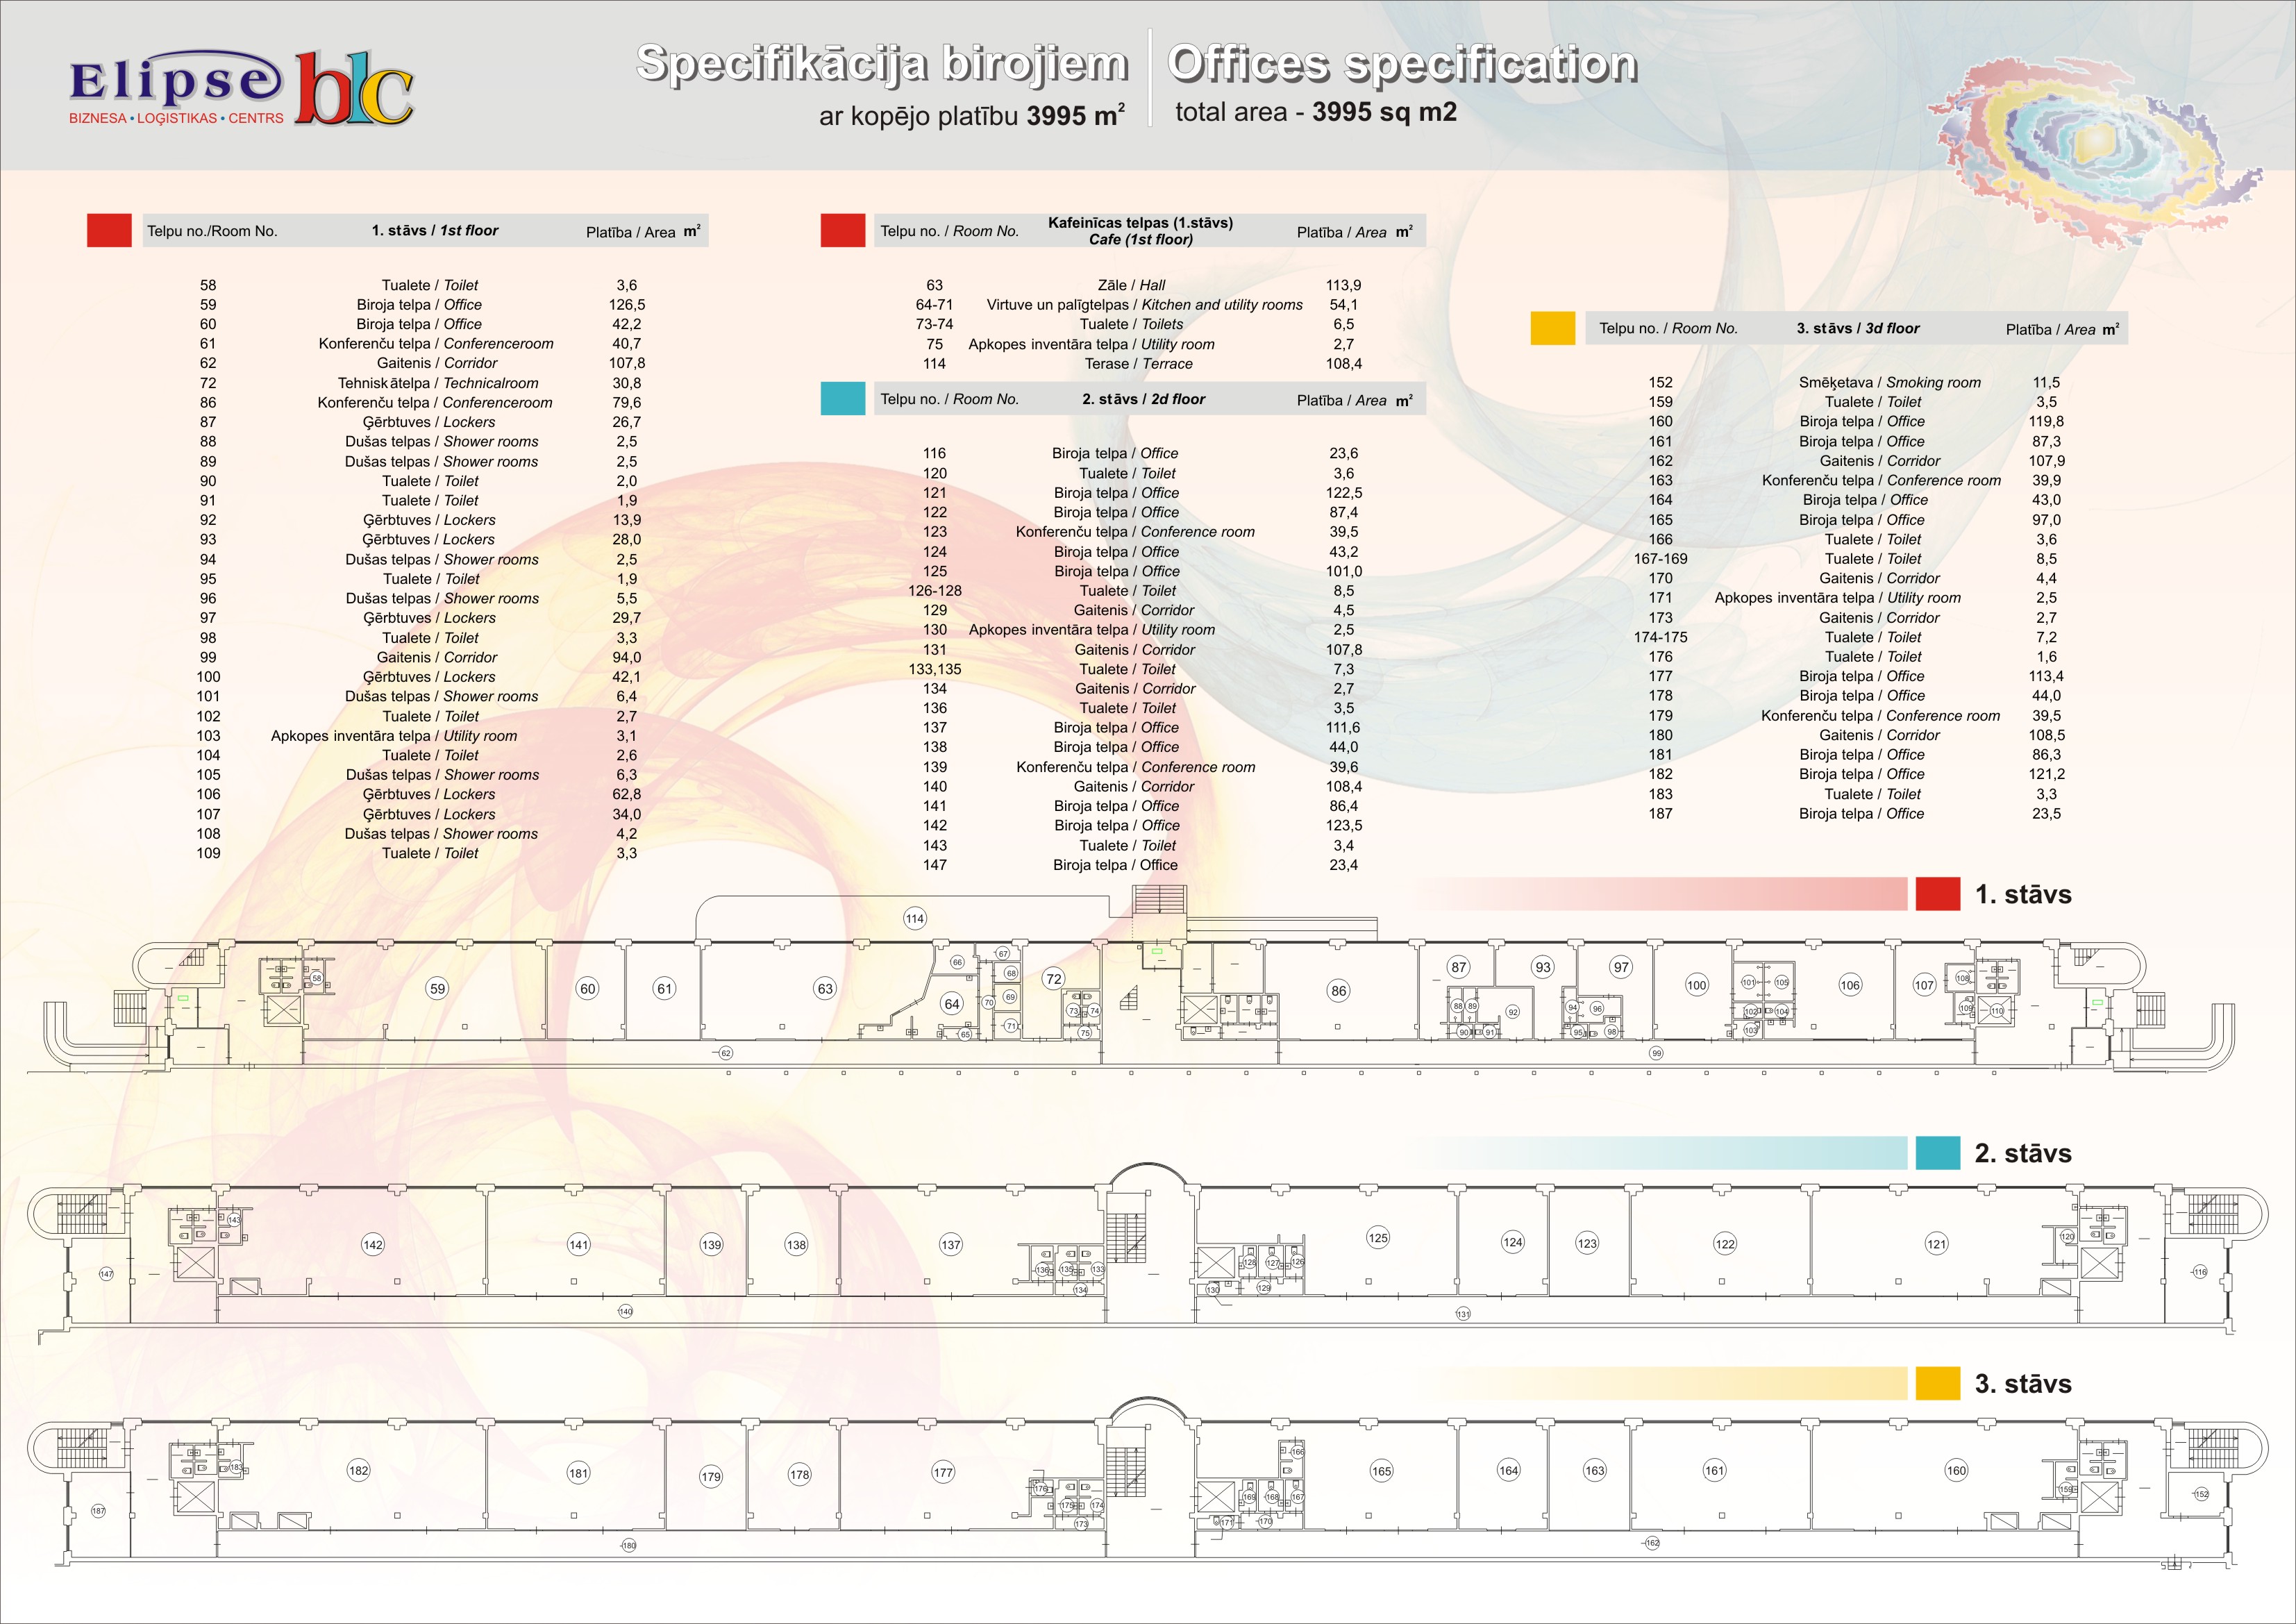 Elipse blc
BIZNESA • LOĢISTIKAS • CENTRS
Specifikācija birojiem
ar kopējo platību 3995 m²
Offices specification
total area - 3995 sq m2
Telpu no./Room No. 1. stāvs / 1st floor Platība / Area m²
58 Tualete / Toilet 3,6
59 Biroja telpa / Office 126,5
60 Biroja telpa / Office 42,2
61 Konferenču telpa / Conferenceroom 40,7
62 Gaitenis / Corridor 107,8
72 Tehniskātelpa / Technicalroom 30,8
86 Konferenču telpa / Conferenceroom 79,6
87 Ģērbtuves / Lockers 26,7
88 Dušas telpas / Shower rooms 2,5
89 Dušas telpas / Shower rooms 2,5
90 Tualete / Toilet 2,0
91 Tualete / Toilet 1,9
92 Ģērbtuves / Lockers 13,9
93 Ģērbtuves / Lockers 28,0
94 Dušas telpas / Shower rooms 2,5
95 Tualete / Toilet 1,9
96 Dušas telpas / Shower rooms 5,5
97 Ģērbtuves / Lockers 29,7
98 Tualete / Toilet 3,3
99 Gaitenis / Corridor 94,0
100 Ģērbtuves / Lockers 42,1
101 Dušas telpas / Shower rooms 6,4
102 Tualete / Toilet 2,7
103 Apkopes inventāra telpa / Utility room 3,1
104 Tualete / Toilet 2,6
105 Dušas telpas / Shower rooms 6,3
106 Ģērbtuves / Lockers 62,8
107 Ģērbtuves / Lockers 34,0
108 Dušas telpas / Shower rooms 4,2
109 Tualete / Toilet 3,3
Telpu no. / Room No. Kafeinīcas telpas (1.stāvs) Platība / Area m²
Cafe (1st floor)
63 Zāle / Hall 113,9
64-71 Virtuve un palīgtelpas / Kitchen and utility rooms 54,1
73-74 Tualete / Toilets 6,5
75 Apkopes inventāra telpa / Utility room 2,7
114 Terase / Terrace 108,4
Telpu no. / Room No. 2. stāvs / 2d floor Platība / Area m²
116 Biroja telpa / Office 23,6
120 Tualete / Toilet 3,6
121 Biroja telpa / Office 122,5
122 Biroja telpa / Office 87,4
123 Konferenču telpa / Conference room 39,5
124 Biroja telpa / Office 43,2
125 Biroja telpa / Office 101,0
126-128 Tualete / Toilet 8,5
129 Gaitenis / Corridor 4,5
130 Apkopes inventāra telpa / Utility room 2,5
131 Gaitenis / Corridor 107,8
133,135 Tualete / Toilet 7,3
134 Gaitenis / Corridor 2,7
136 Tualete / Toilet 3,5
137 Biroja telpa / Office 111,6
138 Biroja telpa / Office 44,0
139 Konferenču telpa / Conference room 39,6
140 Gaitenis / Corridor 108,4
141 Biroja telpa / Office 86,4
142 Biroja telpa / Office 123,5
143 Tualete / Toilet 3,4
147 Biroja telpa / Office 23,4
Telpu no. / Room No. 3. stāvs / 3d floor Platība / Area m²
152 Smēķetava / Smoking room 11,5
159 Tualete / Toilet 3,5
160 Biroja telpa / Office 119,8
161 Biroja telpa / Office 87,3
162 Gaitenis / Corridor 107,9
163 Konferenču telpa / Conference room 39,9
164 Biroja telpa / Office 43,0
165 Biroja telpa / Office 97,0
166 Tualete / Toilet 3,6
167-169 Tualete / Toilet 8,5
170 Gaitenis / Corridor 4,4
171 Apkopes inventāra telpa / Utility room 2,5
173 Gaitenis / Corridor 2,7
174-175 Tualete / Toilet 7,2
176 Tualete / Toilet 1,6
177 Biroja telpa / Office 113,4
178 Biroja telpa / Office 44,0
179 Konferenču telpa / Conference room 39,5
180 Gaitenis / Corridor 108,5
181 Biroja telpa / Office 86,3
182 Biroja telpa / Office 121,2
183 Tualete / Toilet 3,3
187 Biroja telpa / Office 23,5
1. stāvs
114
66 67
58 59 60 61 63 64 70 68 69 71 72 86 87 93 97 100 101 105 106 107 108
73 74 88 89 92 94 96 102 104 109 110
65 75 90 91 95 98 103
62 99
2. stāvs
143 120
142 141 139 138 137 125 124 123 122 121
147 136 135 133 128 127 126 116
134 130 129
140 131
3. stāvs
166
183 182 181 179 178 177 165 164 163 161 160
187 176 175 174 169 168 167 159 152
173 171 170
180 162